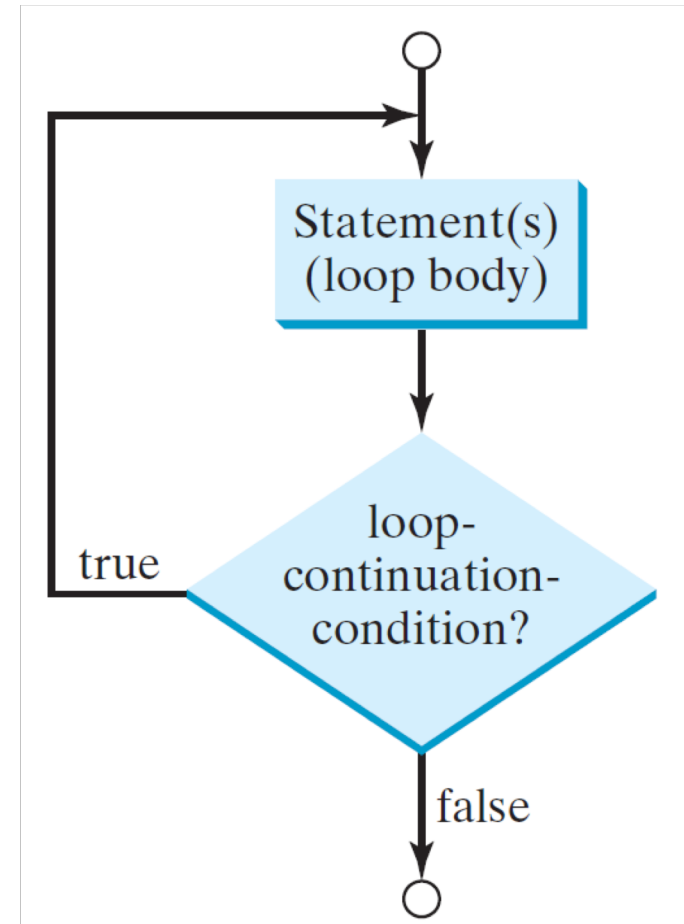 Statement(s)
(loop body)
loop-
continuation-
condition?
true
false